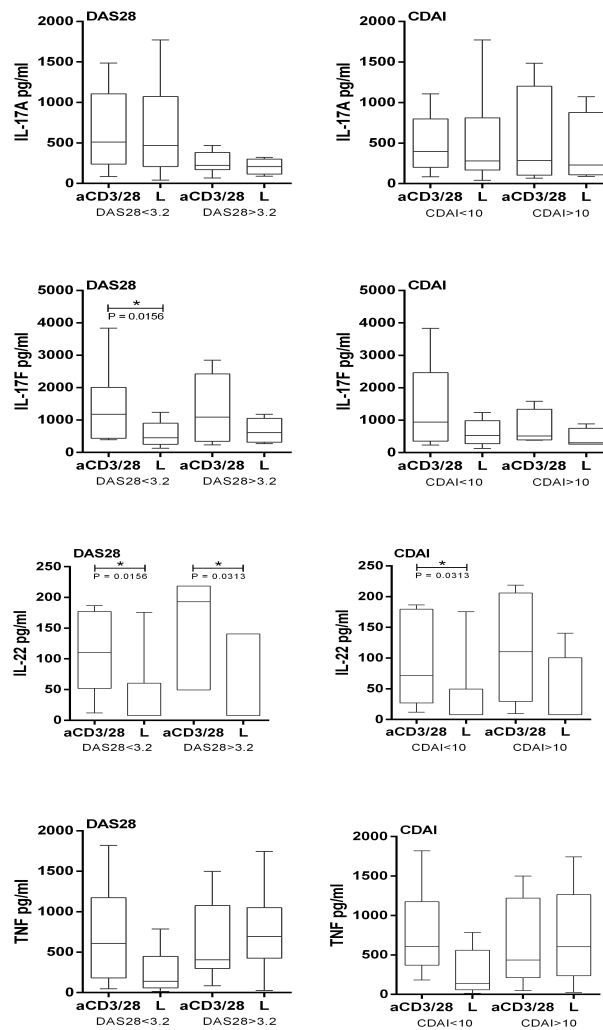 DAS28
IL-17A pg/ml
2000
1500
1000
500
0
aCD3/28 L aCD3/28 L
DAS28<3.2 DAS28>3.2
CDAI
IL-17A pg/ml
2000
1500
1000
500
0
aCD3/28 L aCD3/28 L
CDAI<10 CDAI>10
DAS28
IL-17F pg/ml
5000
4000
3000
2000
1000
0
*
P = 0.0156
aCD3/28 L aCD3/28 L
DAS28<3.2 DAS28>3.2
CDAI
IL-17F pg/ml
5000
4000
3000
2000
1000
0
aCD3/28 L aCD3/28 L
CDAI<10 CDAI>10
DAS28
IL-22 pg/ml
250
200
150
100
50
0
* *
P = 0.0156 P = 0.0313
aCD3/28 L aCD3/28 L
DAS28<3.2 DAS28>3.2
CDAI
IL-22 pg/ml
250
200
150
100
50
0
*
P = 0.0313
aCD3/28 L aCD3/28 L
CDAI<10 CDAI>10
DAS28
TNF pg/ml
2000
1500
1000
500
0
aCD3/28 L aCD3/28 L
DAS28<3.2 DAS28>3.2
CDAI
TNF pg/ml
2000
1500
1000
500
0
aCD3/28 L aCD3/28 L
CDAI<10 CDAI>10